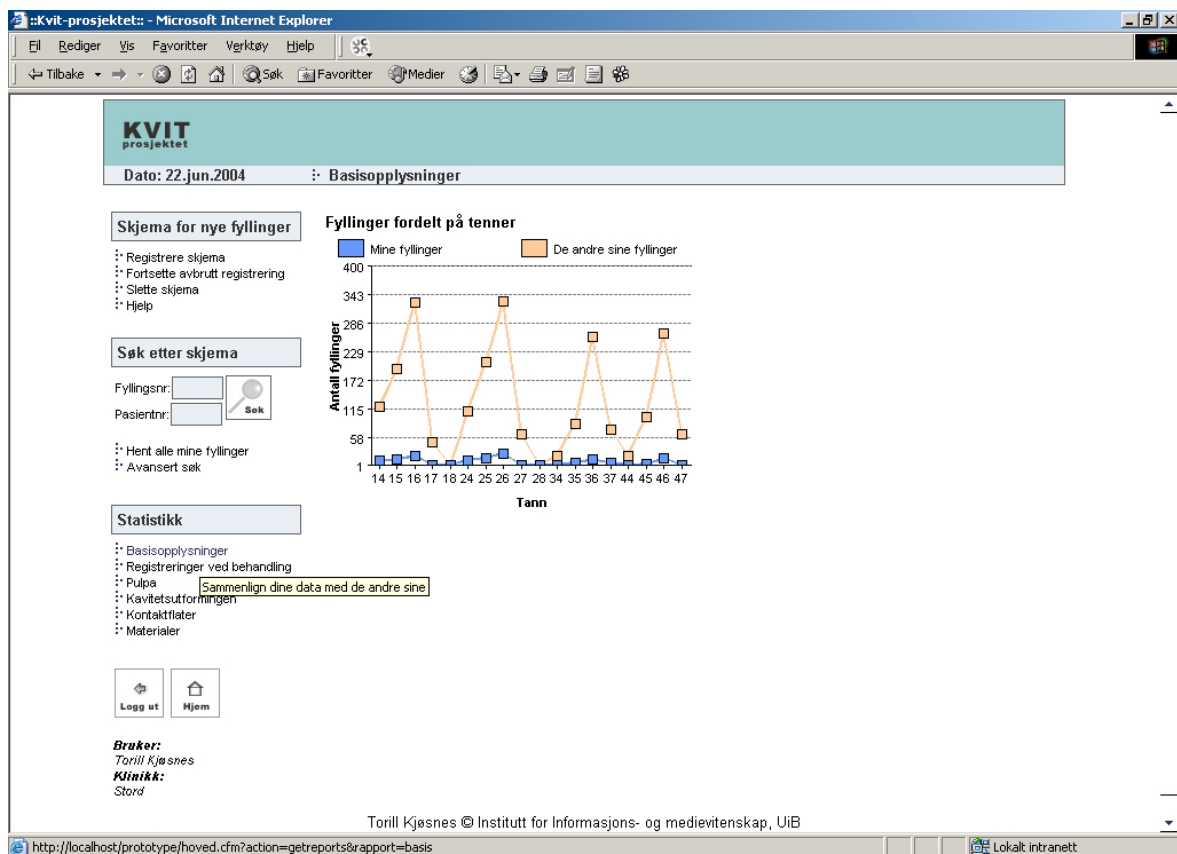 ::Kvit-prosjektet:: - Microsoft Internet Explorer
Fil Rediger Vis Favoritter Verktøy Hjelp
Tilbake Søk Favoritter Medier
KVIT
prosjektet
Dato: 22.jun.2004 Basisopplysninger
Skjema for nye fyllinger
Registrere skjema
Fortsette avbrutt registrering
Slette skjema
Hjelp
Søk etter skjema
Fyllingsnr:
Pasientnr:
Søk
Hent alle mine fyllinger
Avansert søk
Statistikk
Basisopplysninger
Registreringer ved behandling
Pulpa
Sammenlign dine data med de andre sine
Kavitetsutformingen
Kontaktflater
Materialer
Logg ut Hjem
Bruker:
Torill Kjøsnes
Klinikk:
Stord
Fyllinger fordelt på tenner
Mine fyllinger De andre sine fyllinger
Antall fyllinger
400
343
286
229
172
115
58
1
14 15 16 17 18 24 25 26 27 28 34 35 36 37 44 45 46 47
Tann
Torill Kjøsnes © Institutt for Informasjons- og medievitenskap, UiB
http://localhost/prototype/hoved.cfm?action=getreports&rapport=basis Lokalt intranett